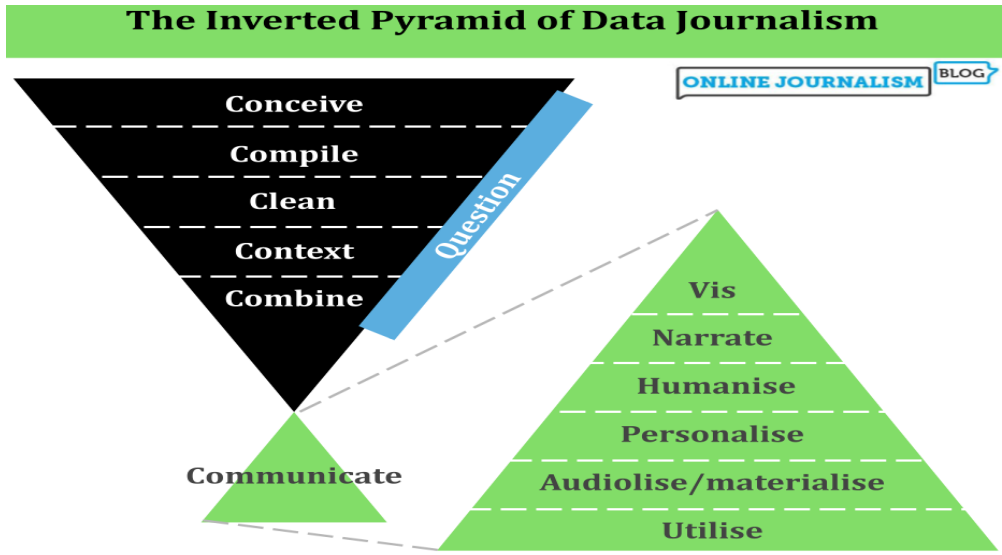 The Inverted Pyramid of Data Journalism
ONLINE JOURNALISM BLOG
Conceive
Compile
Clean
Context
Combine
Question
Communicate
Vis
Narrate
Humanise
Personalise
Audiolise/materialise
Utilise